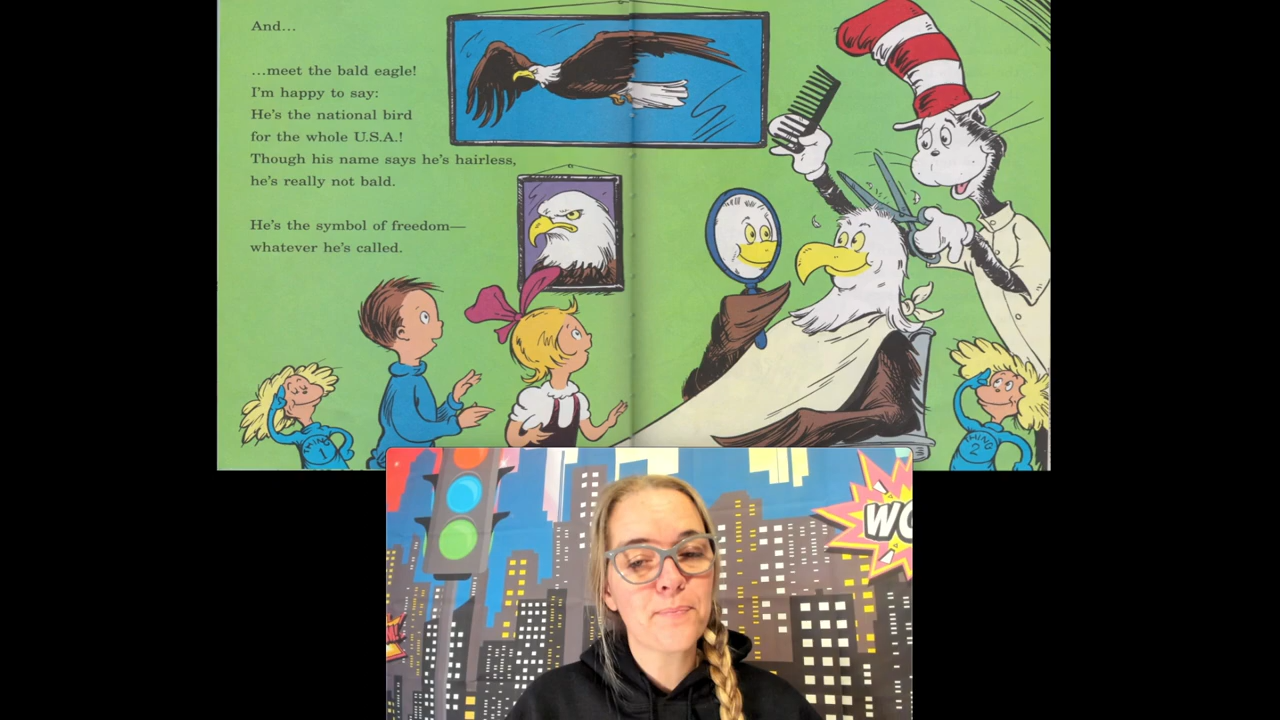 And...
...meet the bald eagle!
I'm happy to say:
He's the national bird
for the whole U.S.A.!
Though his name says he's hairless,
he's really not bald.
He's the symbol of freedom—
whatever he's called.
THING
1
THING
2
WO